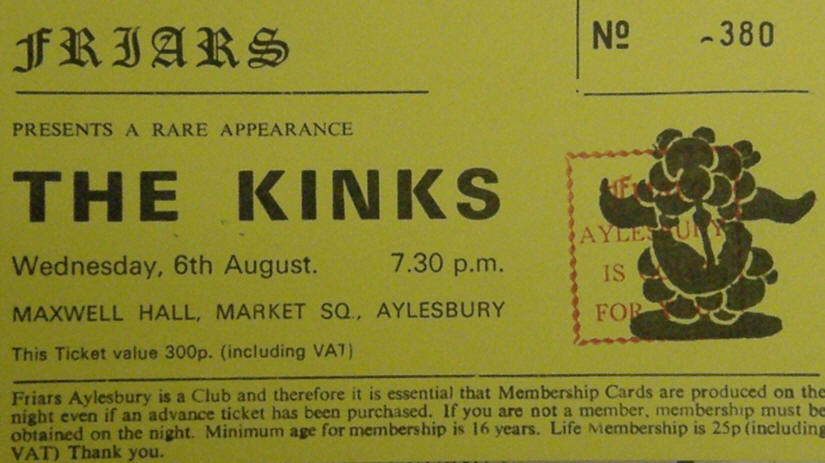 FRIARS
Nº -380
PRESENTS A RARE APPEARANCE
THE KINKS
Wednesday, 6th August. 7.30 p.m.
MAXWELL HALL, MARKET SQ., AYLESBURY
This Ticket value 300p. (including VAT)
AYLESBURY
IS
FOR
Friars Aylesbury is a Club and therefore it is essential that Membership Cards are produced on the
night even if an advance ticket has been purchased. If you are not a member, membership must be
obtained on the night. Minimum age for membership is 16 years. Life Membership is 25p (including
VAT) Thank you.